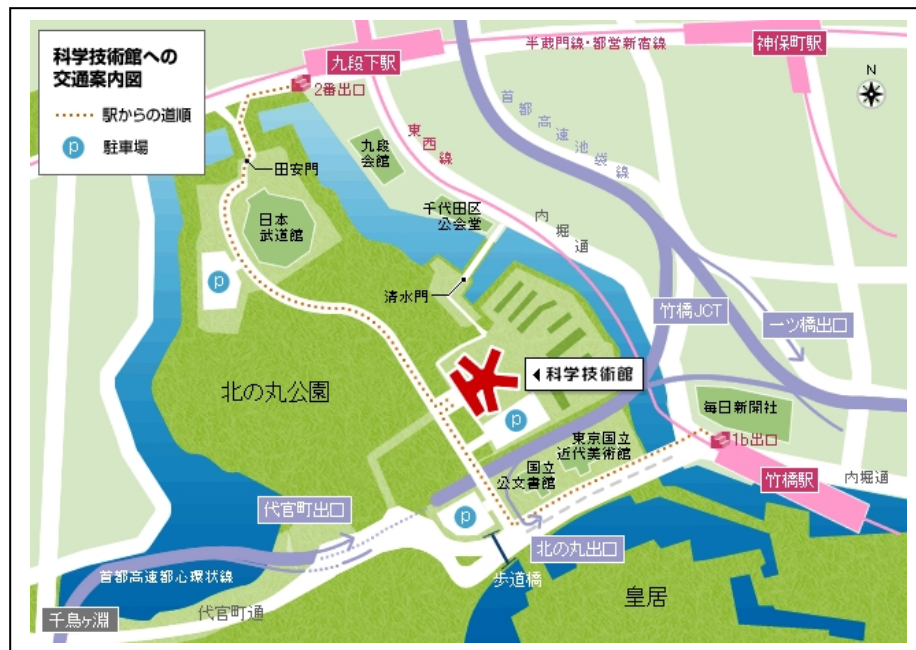 科学技術館への
交通案内図
駅からの道順
P
駐車場
九段下駅
半蔵門線・都営新宿線
神保町駅
N
2番出口
首都高速池袋線
東西線
九段
会館
田安門
千代田区
公会堂
内堀通
日本
武道館
P
清水門
竹橋JCT
一ツ橋出口
科学技術館
北の丸公園
毎日新聞社
P
1b出口
東京国立
近代美術館
国立
公文書館
竹橋駅
内堀通
代官町出口
P
北の丸出口
歩道橋
首都高速都心環状線
皇居
代官町通
千鳥ヶ淵